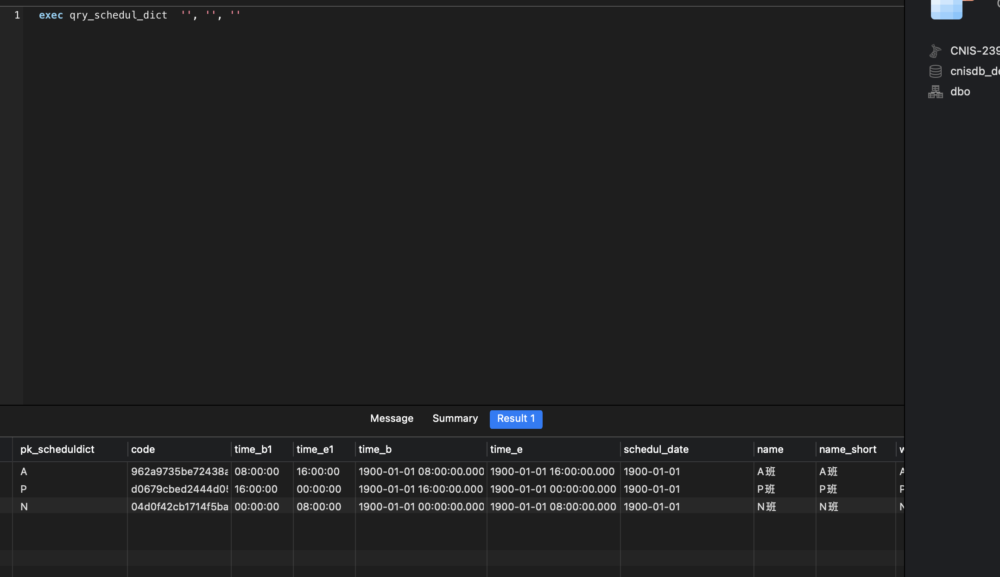 1 exec qry_schedul_dict '', '', ''
CNIS-239
cnisdb_de
dbo
Message Summary Result 1
pk_scheduldict code time_b1 time_e1 time_b time_e schedul_date name name_short
A 962a9735be72438a 08:00:00 16:00:00 1900-01-01 08:00:00.000 1900-01-01 16:00:00.000 1900-01-01 A班 A班 A
P d0679cbed2444d05 16:00:00 00:00:00 1900-01-01 16:00:00.000 1900-01-01 00:00:00.000 1900-01-01 P班 P班 P
N 04d0f42cb1714f5ba 00:00:00 08:00:00 1900-01-01 00:00:00.000 1900-01-01 08:00:00.000 1900-01-01 N班 N班 N